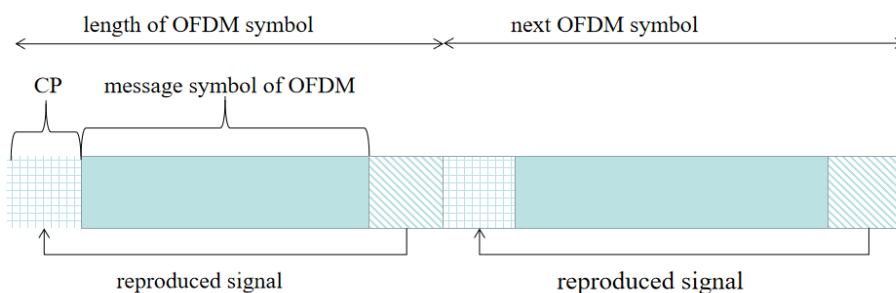 length of OFDM symbol
next OFDM symbol
CP
message symbol of OFDM
reproduced signal
reproduced signal